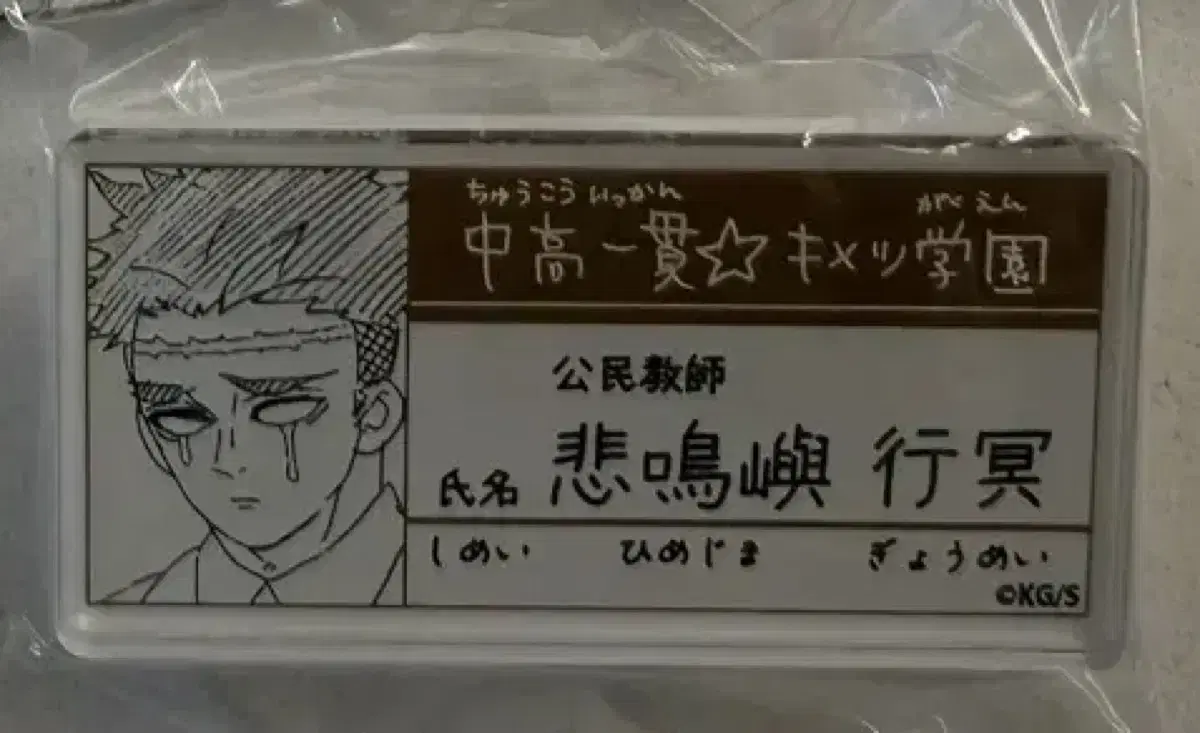 ちゅうこういっかん がくえん
中高一貫☆キメツ学園
公民教師
氏名 悲鳴嶼 行冥
しめい ひめじま ぎょうめい
©KG/S